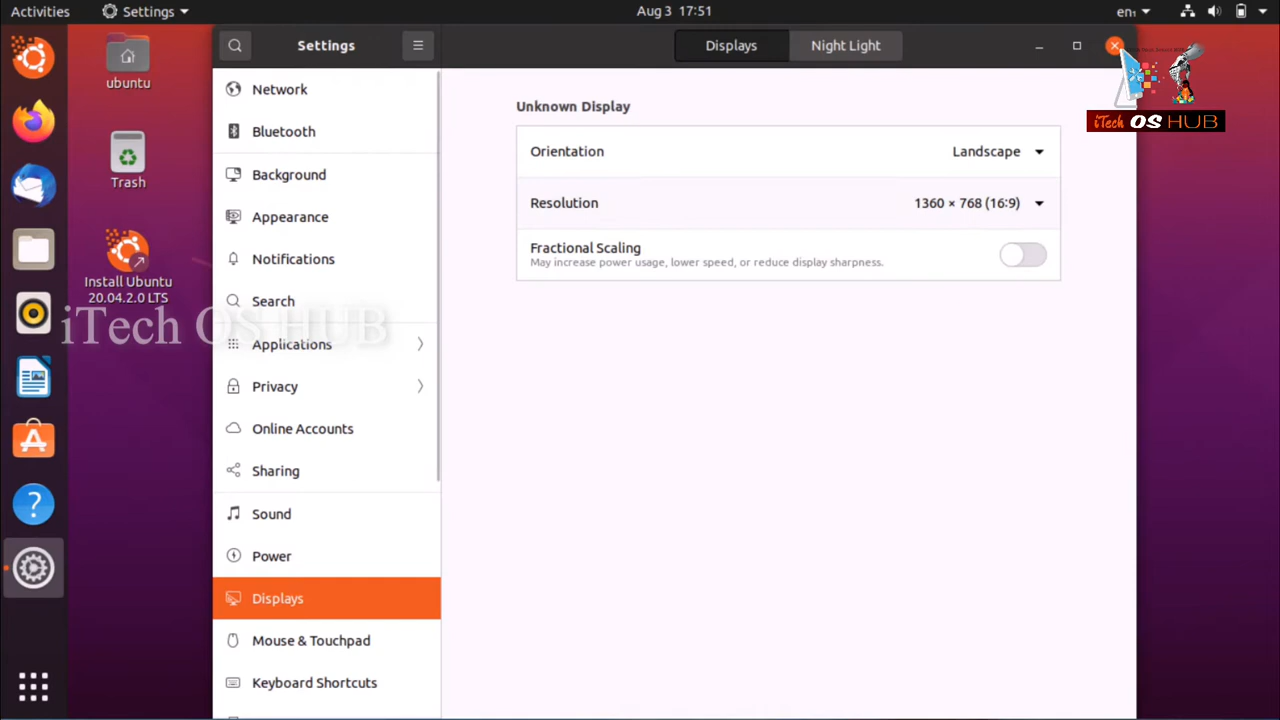 Activities
Settings
Aug 3 17:51
en₁
Settings
Displays
Night Light
ubuntu
Trash
Install Ubuntu
20.04.2.0 LTS
Network
Bluetooth
Background
Appearance
Notifications
Search
Applications
Privacy
Online Accounts
Sharing
Sound
Power
Displays
Mouse & Touchpad
Keyboard Shortcuts
Unknown Display
Orientation
Landscape
Resolution
1360 × 768 (16:9)
Fractional Scaling
May increase power usage, lower speed, or reduce display sharpness.
iTech OS HUB
iTech OS HUB